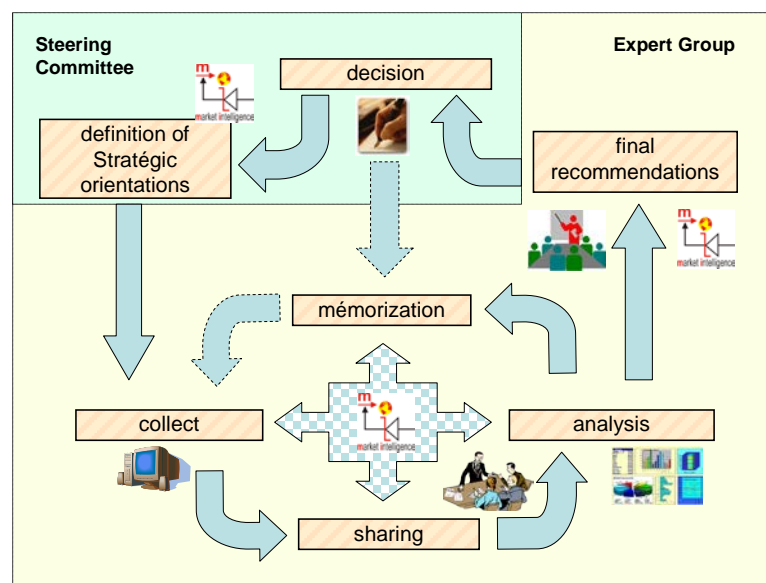 Steering
Committee
Expert Group
decision
m
market intelligence
definition of
Stratégic
orientations
final
recommendations
m
market intelligence
mémorization
m
market intelligence
collect
analysis
sharing